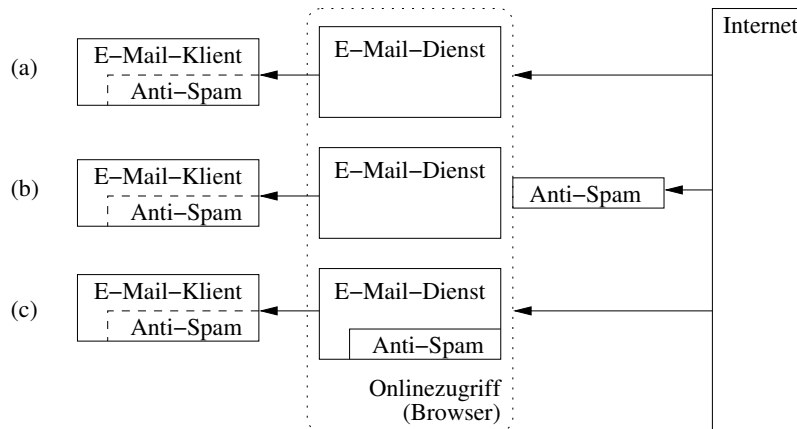 Internet
(a)
E−Mail−Klient
Anti−Spam
E−Mail−Dienst
(b)
E−Mail−Klient
Anti−Spam
E−Mail−Dienst
Anti−Spam
(c)
E−Mail−Klient
Anti−Spam
E−Mail−Dienst
Anti−Spam
Onlinezugriff
(Browser)